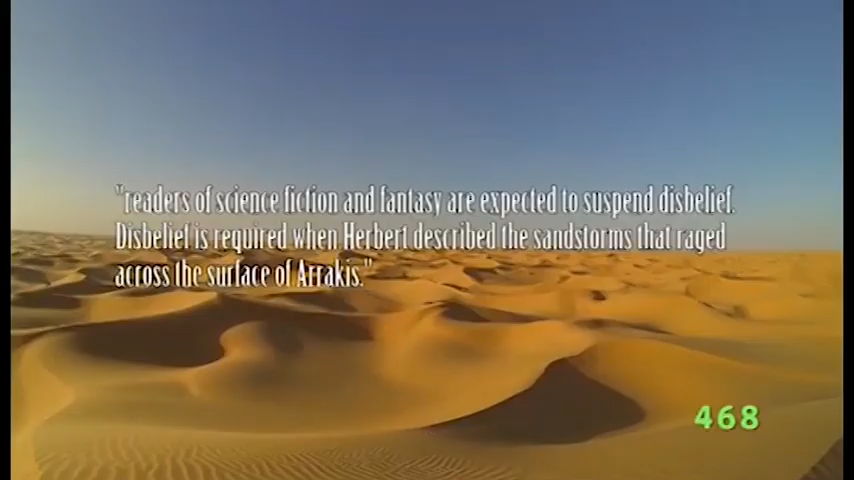 "readers of science fiction and fantasy are expected to suspend disbelief.
Disbelief is required when Herbert described the sandstorms that raged
across the surface of Arrakis."
468